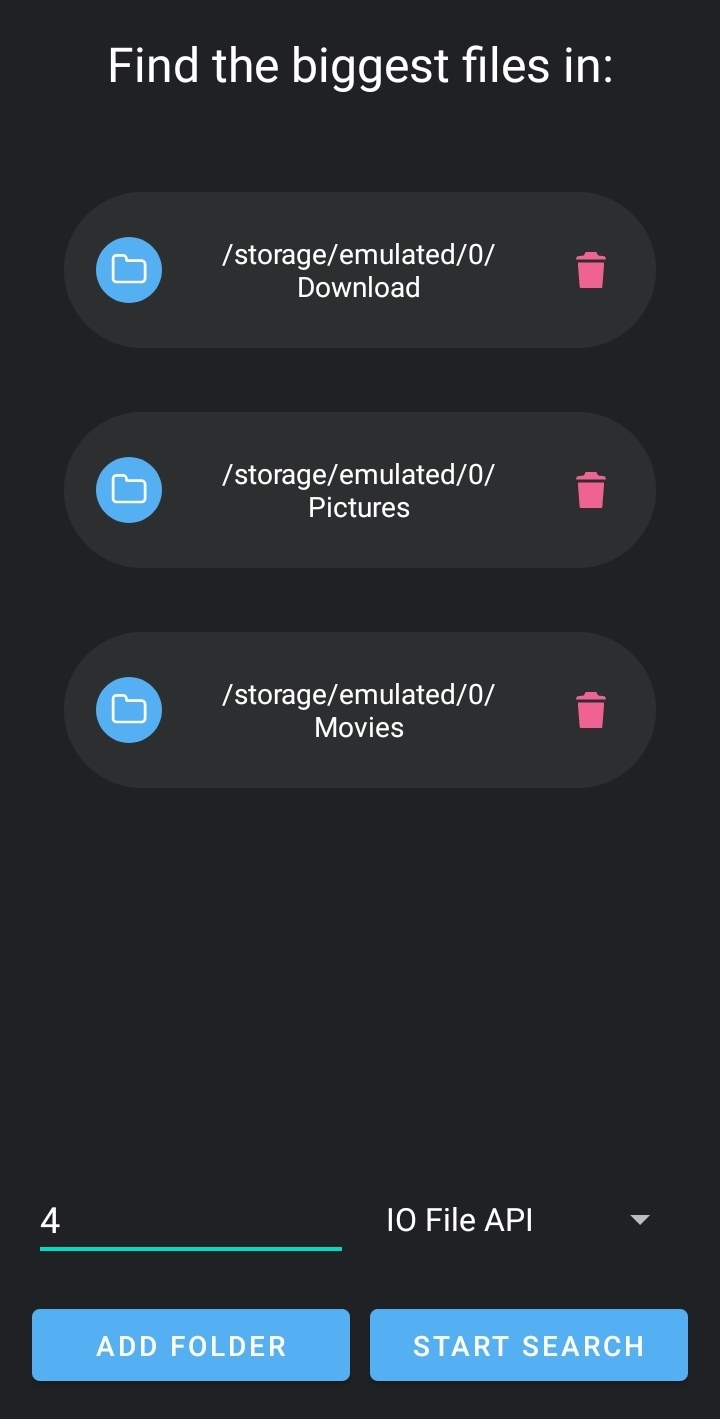 Find the biggest files in:
/storage/emulated/0/
Download
/storage/emulated/0/
Pictures
/storage/emulated/0/
Movies
4
IO File API
ADD FOLDER
START SEARCH